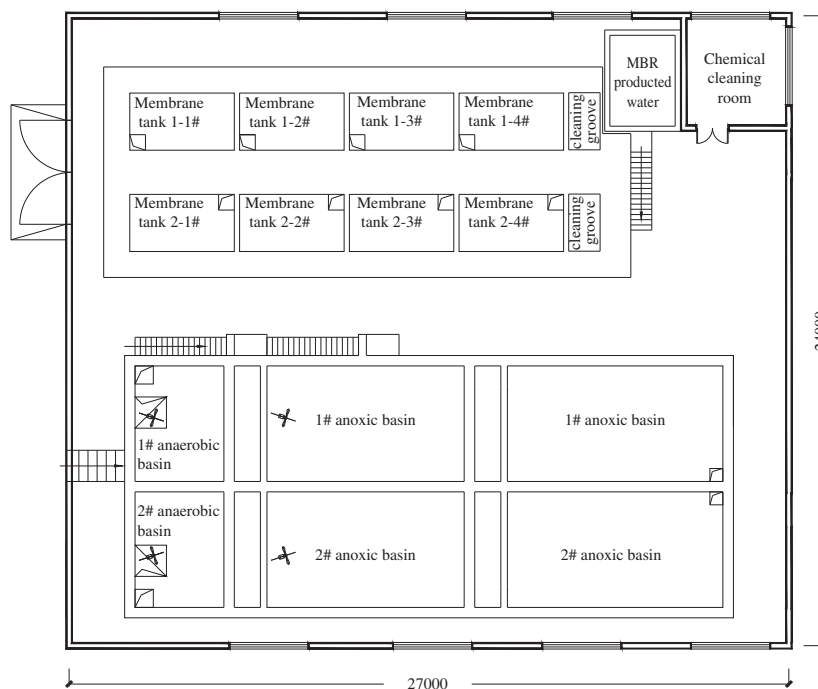 MBR
producted
water
Chemical
cleaning
room
Membrane
tank 1-1#
Membrane
tank 1-2#
Membrane
tank 1-3#
Membrane
tank 1-4#
cleaning
groove
Membrane
tank 2-1#
Membrane
tank 2-2#
Membrane
tank 2-3#
Membrane
tank 2-4#
cleaning
groove
1# anaerobic
basin
1# anoxic basin
1# anoxic basin
2# anaerobic
basin
2# anoxic basin
2# anoxic basin
27000